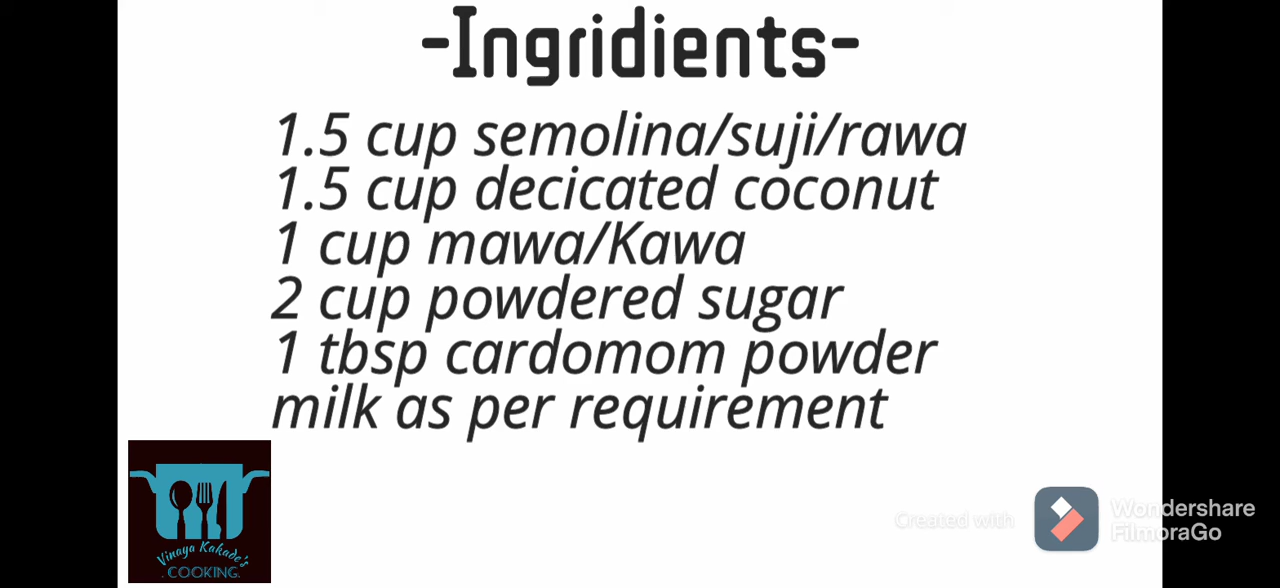 -Ingridients-
1.5 cup semolina/suji/rawa
1.5 cup decicated coconut
1 cup mawa/Kawa
2 cup powdered sugar
1 tbsp cardomom powder
milk as per requirement
Vinaya Kakade's
.COOKING.
Created with
Wondershare
FilmoraGo